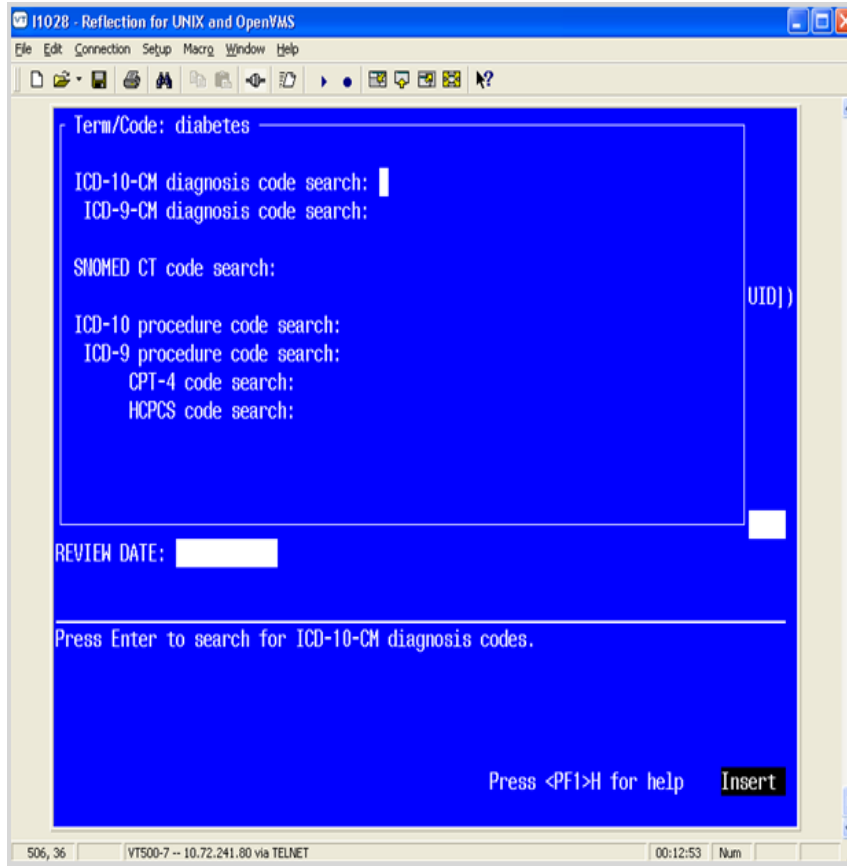 I1028 - Reflection for UNIX and OpenVMS
File Edit Connection Setup Macro Window Help
Term/Code: diabetes
ICD-10-CM diagnosis code search:
ICD-9-CM diagnosis code search:
SNOMED CT code search:
UID])
ICD-10 procedure code search:
ICD-9 procedure code search:
CPT-4 code search:
HCPCS code search:
REVIEW DATE:
Press Enter to search for ICD-10-CM diagnosis codes.
Press <PF1>H for help Insert
506, 36 VT500-7 -- 10.72.241.80 via TELNET 00:12:53 Num